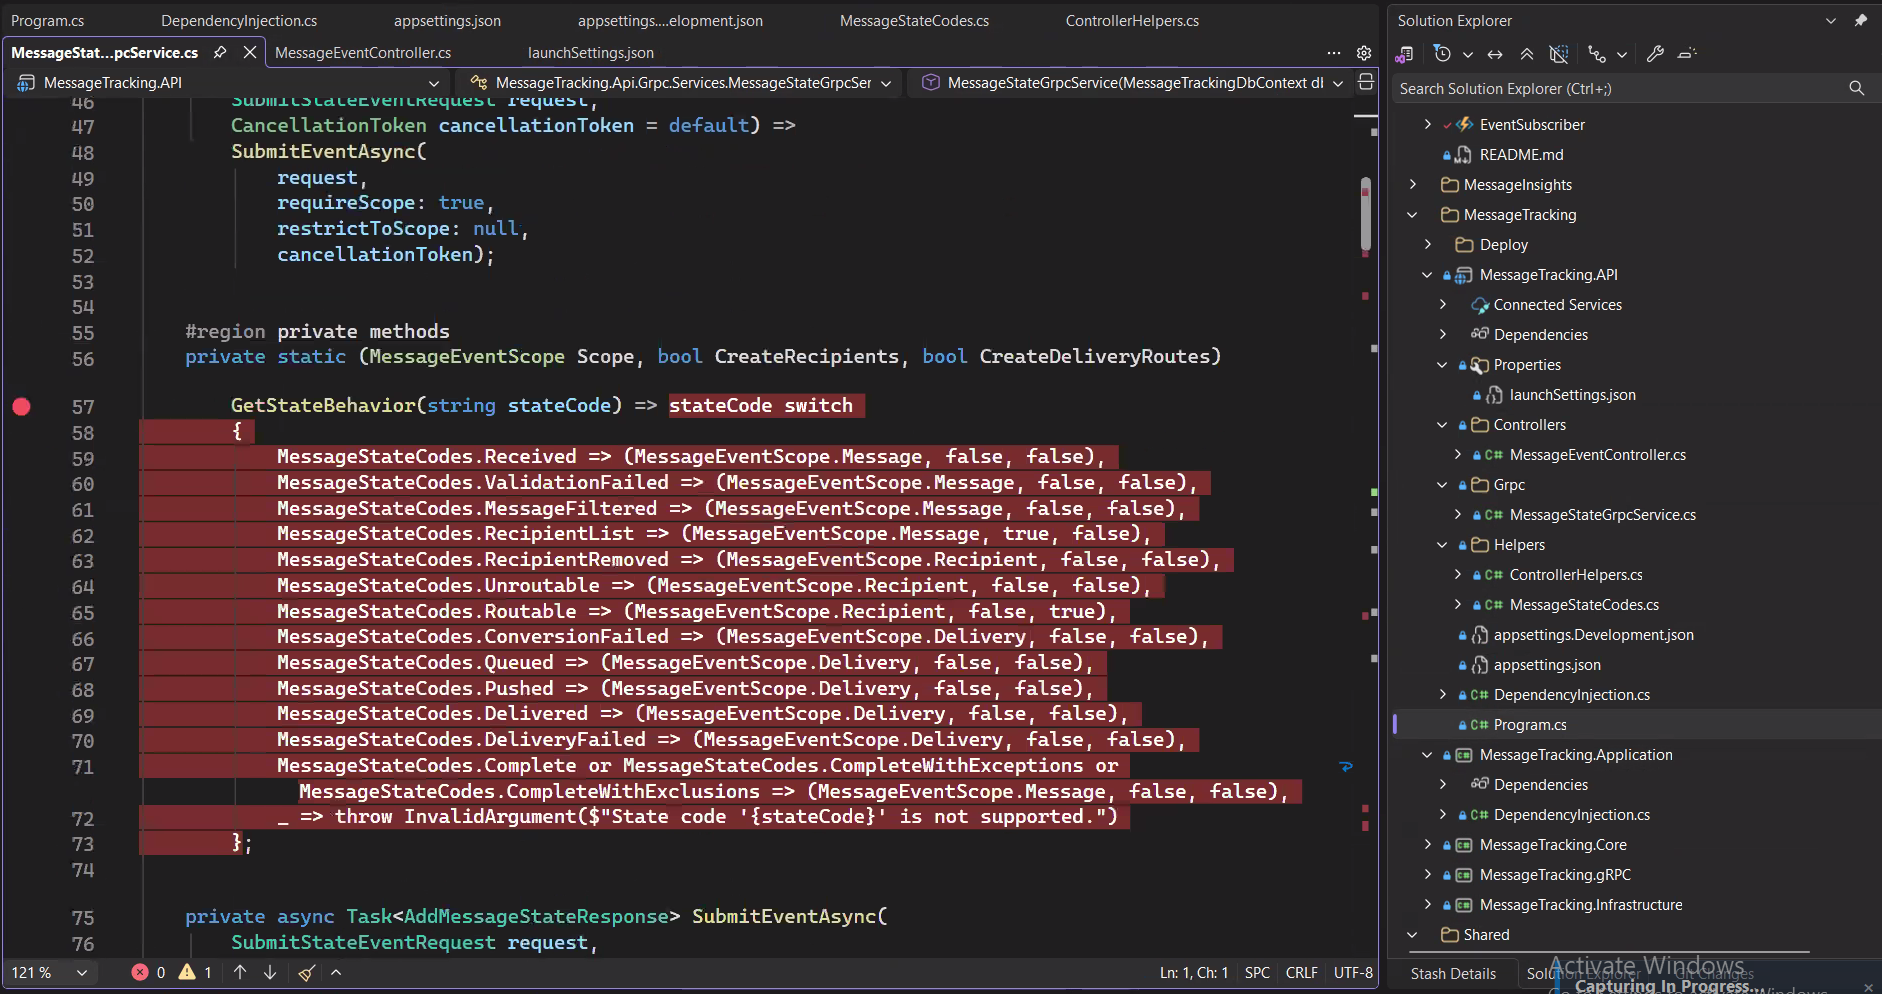 Program.cs
DependencyInjection.cs
appsettings.json
appsettings....elopment.json
MessageStateCodes.cs
ControllerHelpers.cs
MessageStat...pcService.cs
MessageEventController.cs
launchSettings.json
MessageTracking.API
MessageTracking.Api.Grpc.Services.MessageStateGrpcSer
MessageStateGrpcService(MessageTrackingDbContext db
46 SubmitStateEventRequest request,
47 CancellationToken cancellationToken = default) =>
48 SubmitEventAsync(
49 request,
50 requireScope: true,
51 restrictToScope: null,
52 cancellationToken);
53
54
55 #region private methods
56 private static (MessageEventScope Scope, bool CreateRecipients, bool CreateDeliveryRoutes)
57 GetStateBehavior(string stateCode) => stateCode switch
58 {
59 MessageStateCodes.Received => (MessageEventScope.Message, false, false),
60 MessageStateCodes.ValidationFailed => (MessageEventScope.Message, false, false),
61 MessageStateCodes.MessageFiltered => (MessageEventScope.Message, false, false),
62 MessageStateCodes.RecipientList => (MessageEventScope.Message, true, false),
63 MessageStateCodes.RecipientRemoved => (MessageEventScope.Recipient, false, false),
64 MessageStateCodes.Unroutable => (MessageEventScope.Recipient, false, false),
65 MessageStateCodes.Routable => (MessageEventScope.Recipient, false, true),
66 MessageStateCodes.ConversionFailed => (MessageEventScope.Delivery, false, false),
67 MessageStateCodes.Queued => (MessageEventScope.Delivery, false, false),
68 MessageStateCodes.Pushed => (MessageEventScope.Delivery, false, false),
69 MessageStateCodes.Delivered => (MessageEventScope.Delivery, false, false),
70 MessageStateCodes.DeliveryFailed => (MessageEventScope.Delivery, false, false),
71 MessageStateCodes.Complete or MessageStateCodes.CompleteWithExceptions or
MessageStateCodes.CompleteWithExclusions => (MessageEventScope.Message, false, false),
72 _ => throw InvalidArgument($"State code '{stateCode}' is not supported.")
73 };
74
75 private async Task<AddMessageStateResponse> SubmitEventAsync(
76 SubmitStateEventRequest request,
121 %
0
1
Ln: 1, Ch: 1
SPC
CRLF
UTF-8
Solution Explorer
Search Solution Explorer (Ctrl+;)
EventSubscriber
README.md
MessageInsights
MessageTracking
Deploy
MessageTracking.API
Connected Services
Dependencies
Properties
launchSettings.json
Controllers
C# MessageEventController.cs
Grpc
C# MessageStateGrpcService.cs
Helpers
C# ControllerHelpers.cs
C# MessageStateCodes.cs
appsettings.Development.json
appsettings.json
C# DependencyInjection.cs
C# Program.cs
MessageTracking.Application
Dependencies
C# DependencyInjection.cs
MessageTracking.Core
MessageTracking.gRPC
MessageTracking.Infrastructure
Shared
Stash Details
Solution Explorer
Git Changes
Activate Windows
Capturing In Progress...